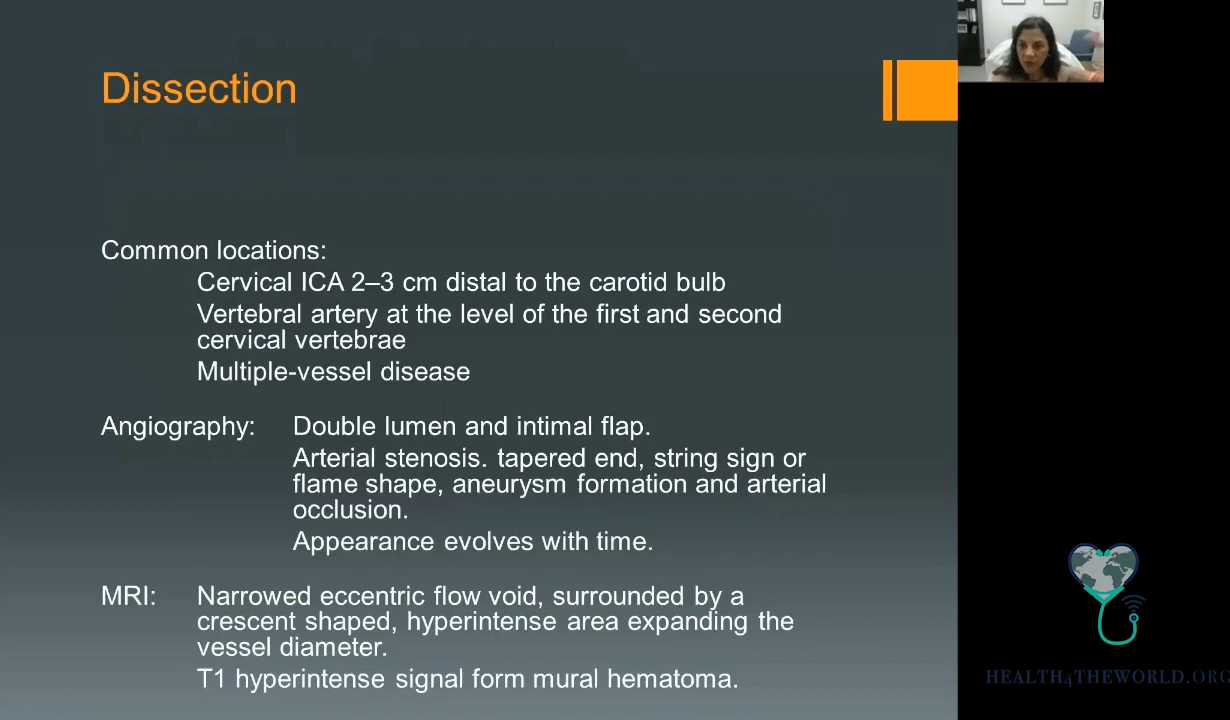 Dissection
Common locations:
Cervical ICA 2–3 cm distal to the carotid bulb
Vertebral artery at the level of the first and second
cervical vertebrae
Multiple-vessel disease
Angiography: Double lumen and intimal flap.
Arterial stenosis. tapered end, string sign or
flame shape, aneurysm formation and arterial
occlusion.
Appearance evolves with time.
MRI: Narrowed eccentric flow void, surrounded by a
crescent shaped, hyperintense area expanding the
vessel diameter.
T1 hyperintense signal form mural hematoma.
HEALTH4THEWORLD.ORG